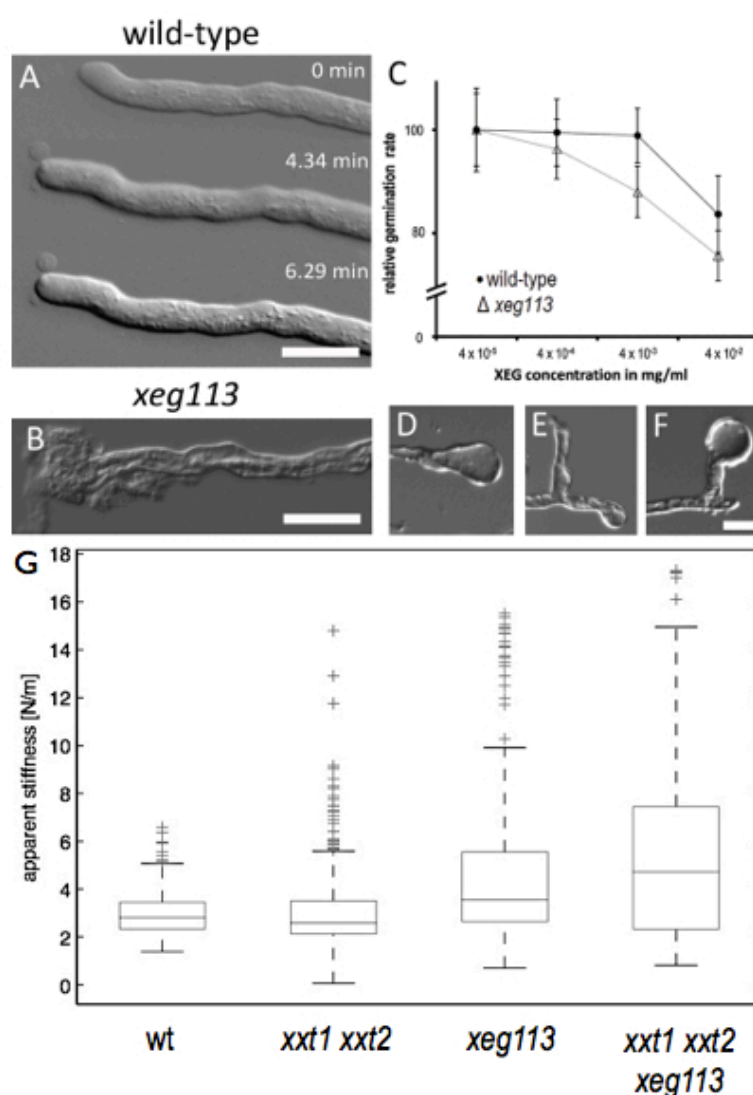 wild-type
A
0 min
4.34 min
6.29 min
xeg113
B
C
relative germination rate
100
80
0
wild-type
xeg113
4 x 10-5
4 x 10-4
4 x 10-3
4 x 10-2
XEG concentration in mg/ml
D
E
F
G
apparent stiffness [N/m]
18
16
14
12
10
8
6
4
2
0
wt
xxt1 xxt2
xeg113
xxt1 xxt2
xeg113